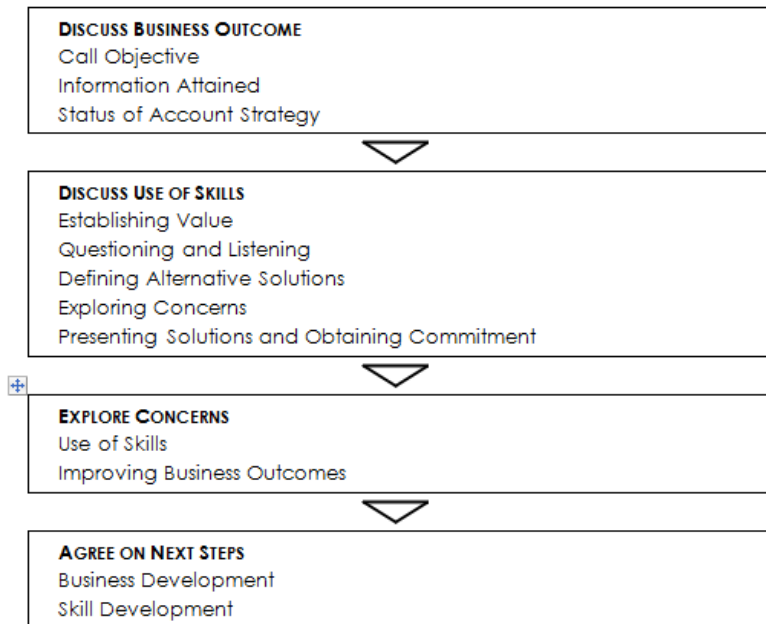 DISCUSS BUSINESS OUTCOME
Call Objective
Information Attained
Status of Account Strategy
DISCUSS USE OF SKILLS
Establishing Value
Questioning and Listening
Defining Alternative Solutions
Exploring Concerns
Presenting Solutions and Obtaining Commitment
EXPLORE CONCERNS
Use of Skills
Improving Business Outcomes
AGREE ON NEXT STEPS
Business Development
Skill Development